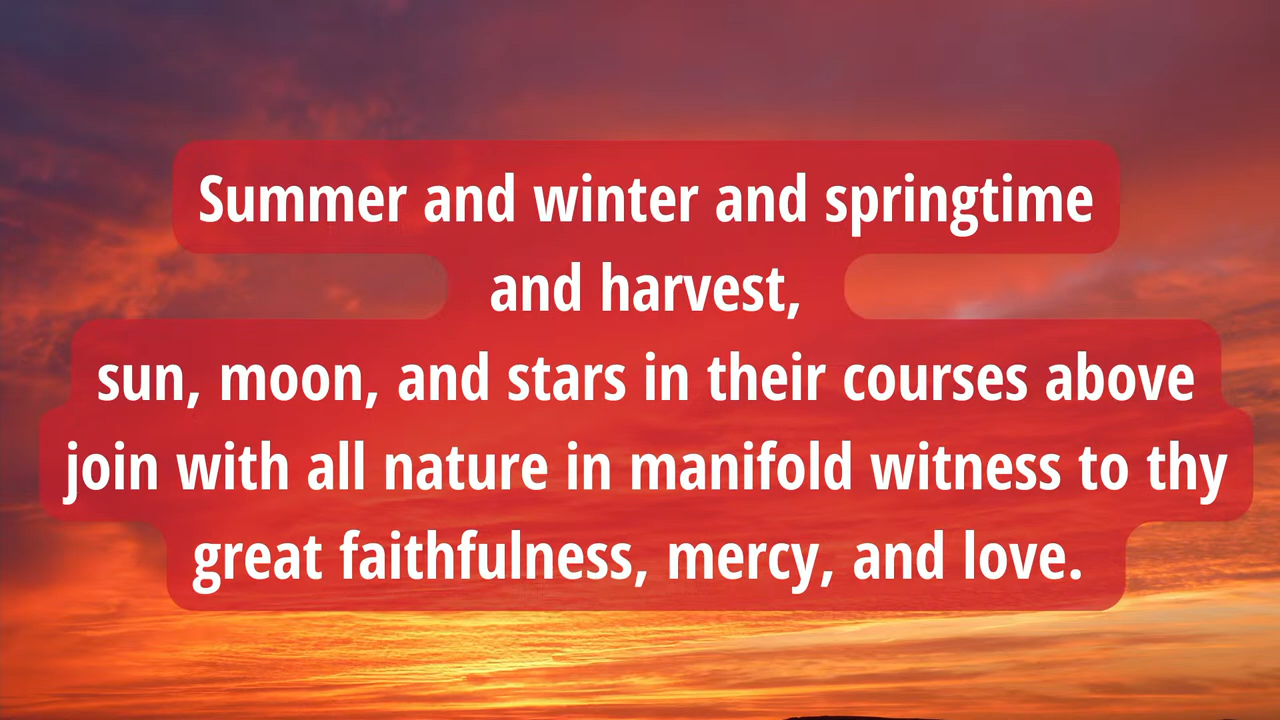 Summer and winter and springtime
and harvest,
sun, moon, and stars in their courses above
join with all nature in manifold witness to thy
great faithfulness, mercy, and love.